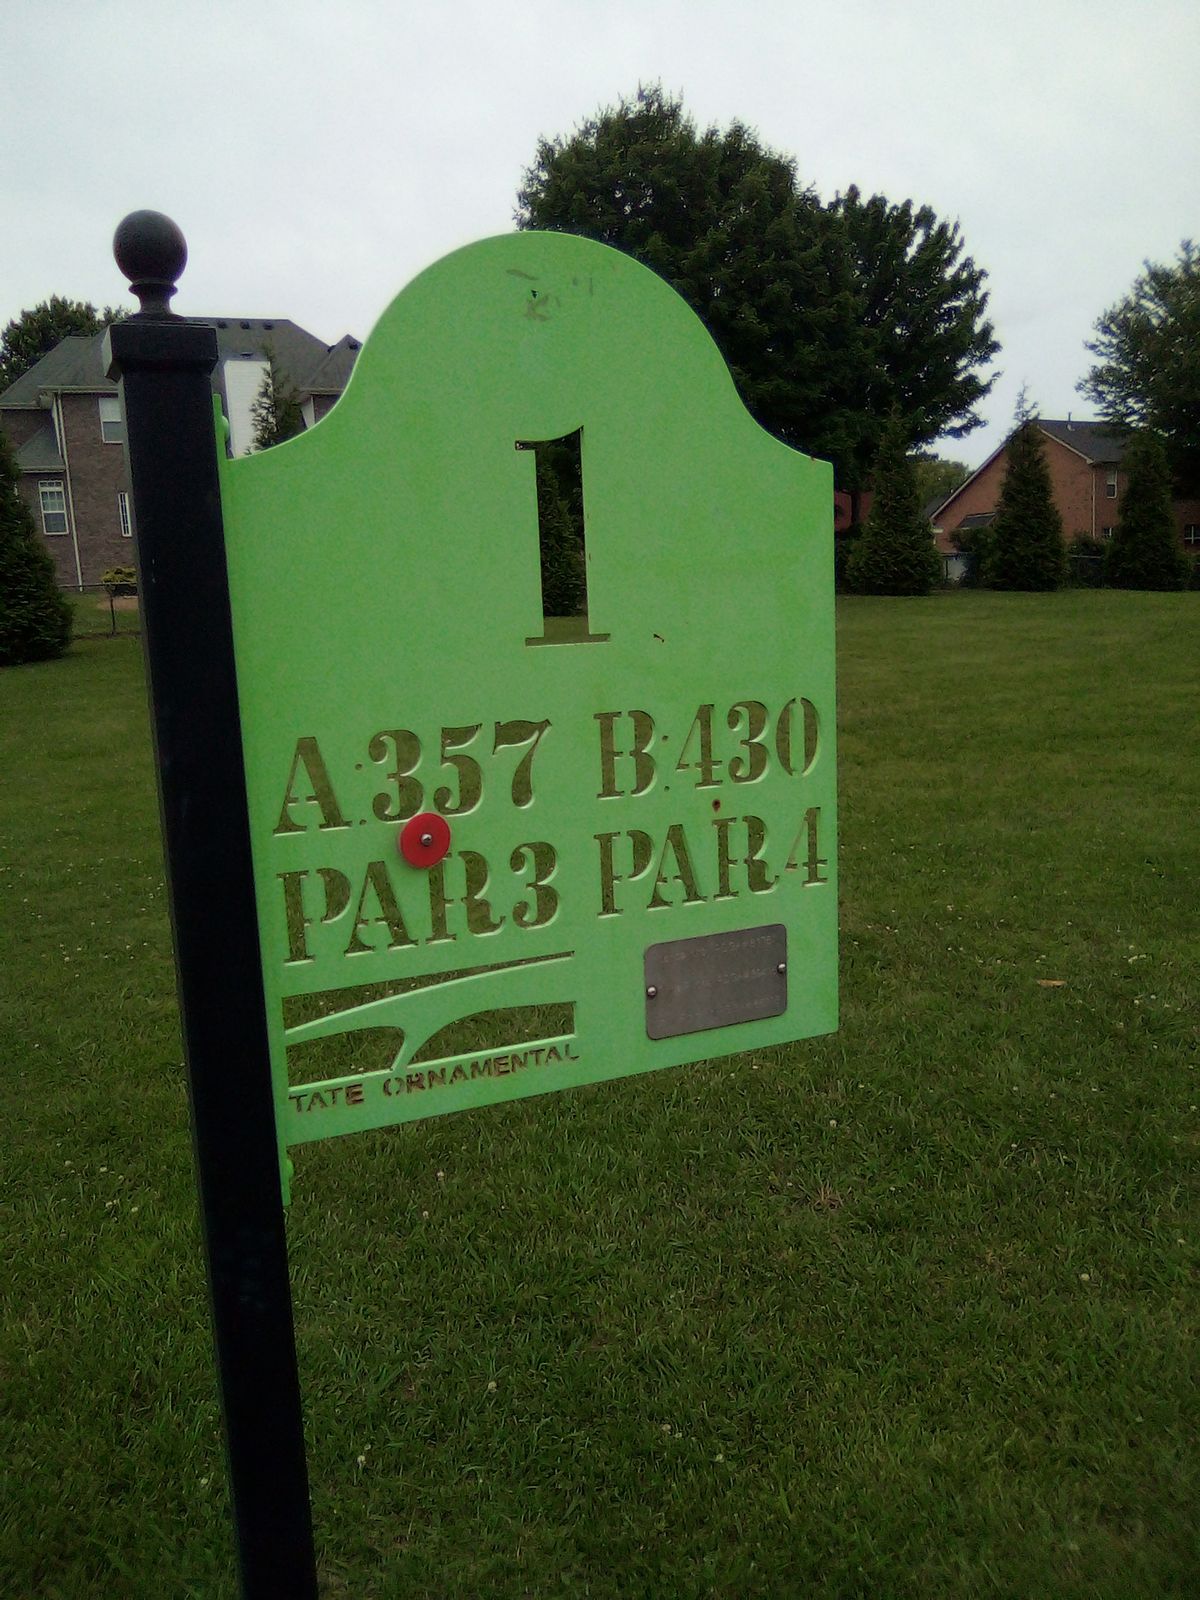 1
A:357 B:430
PAR3 PAR4
TATE ORNAMENTAL